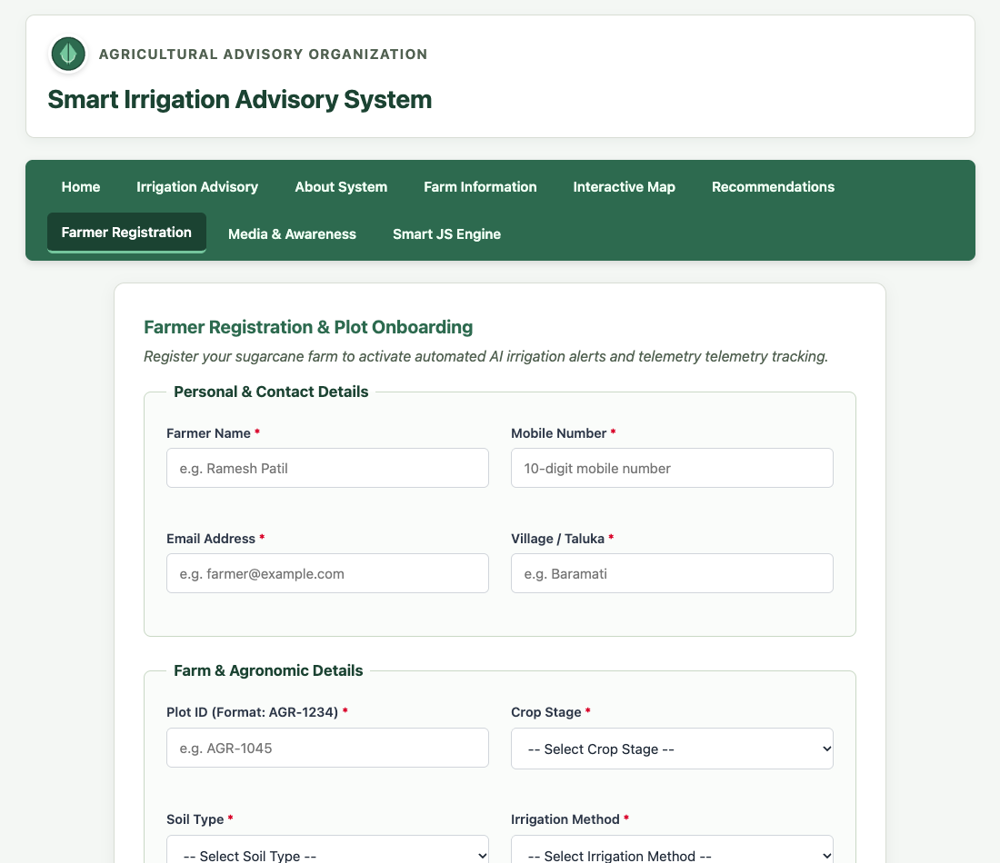 AGRICULTURAL ADVISORY ORGANIZATION
Smart Irrigation Advisory System
Home Irrigation Advisory About System Farm Information Interactive Map Recommendations
Farmer Registration Media & Awareness Smart JS Engine
Farmer Registration & Plot Onboarding
Register your sugarcane farm to activate automated AI irrigation alerts and telemetry telemetry tracking.
Personal & Contact Details
Farmer Name * Mobile Number *
e.g. Ramesh Patil 10-digit mobile number
Email Address * Village / Taluka *
e.g. farmer@example.com e.g. Baramati
Farm & Agronomic Details
Plot ID (Format: AGR-1234) * Crop Stage *
e.g. AGR-1045 -- Select Crop Stage --
Soil Type * Irrigation Method *
-- Select Soil Type -- -- Select Irrigation Method --